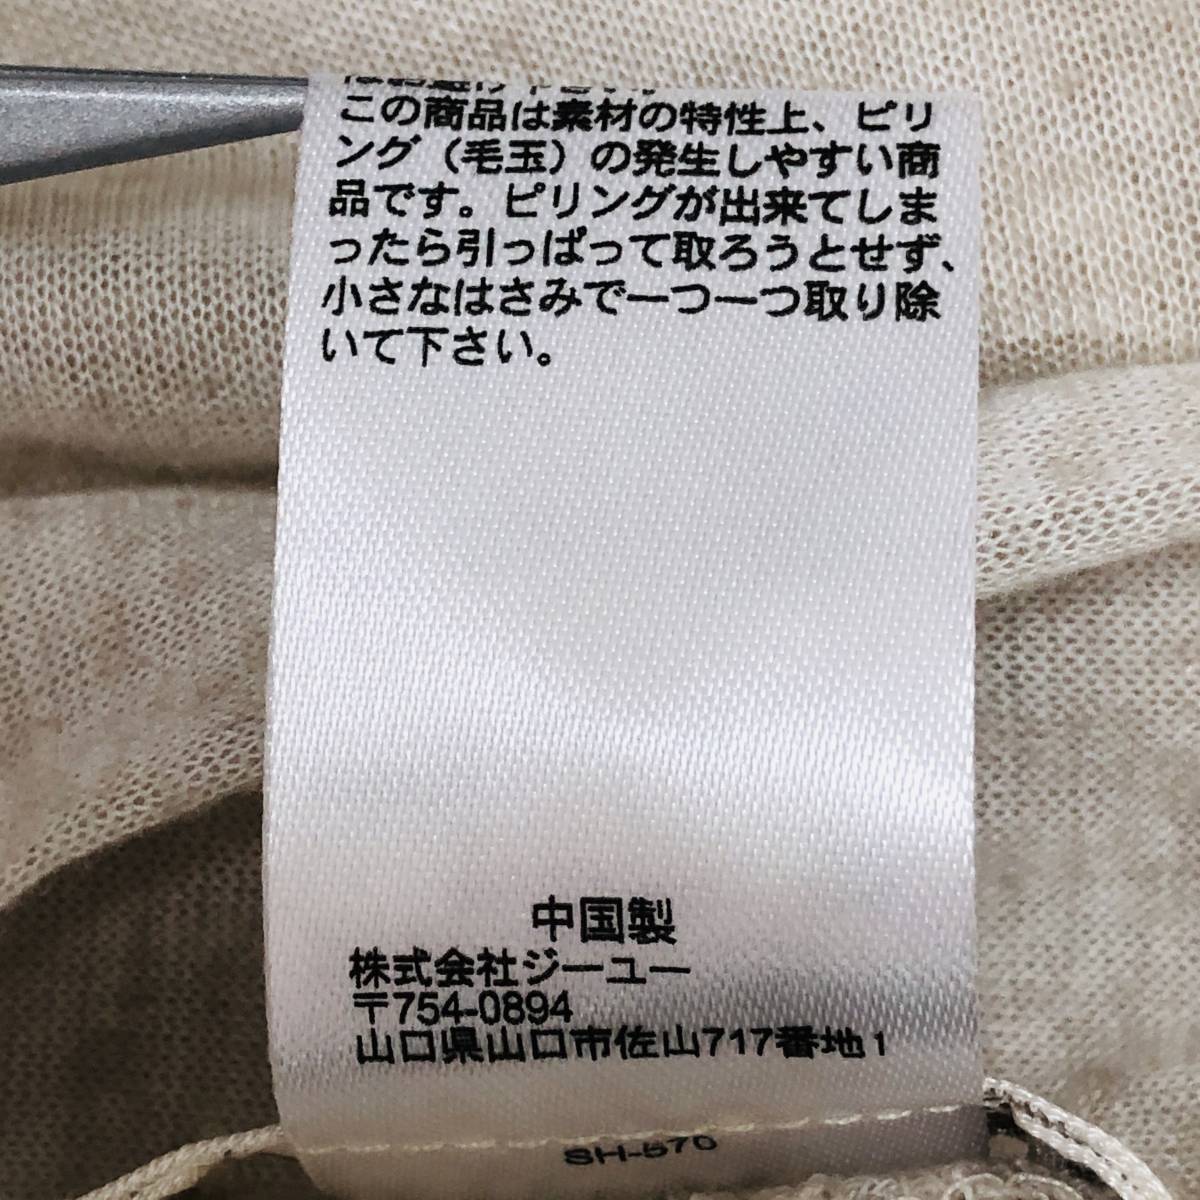 この商品は素材の特性上、ピリ
ング（毛玉）の発生しやすい商
品です。ピリングが出来てしま
ったら引っぱって取ろうとせず、
小さなはさみで一つ一つ取り除
いて下さい。
中国製
株式会社ジーユー
〒754-0894
山口県山口市佐山717番地1
SH-570